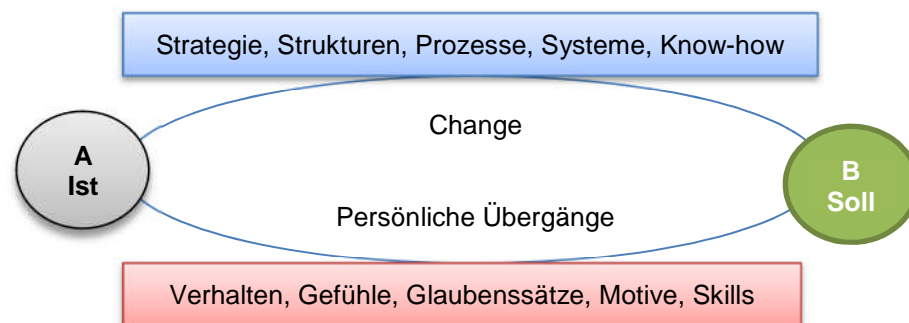 Strategie, Strukturen, Prozesse, Systeme, Know-how
Change
A
Ist
B
Soll
Persönliche Übergänge
Verhalten, Gefühle, Glaubenssätze, Motive, Skills